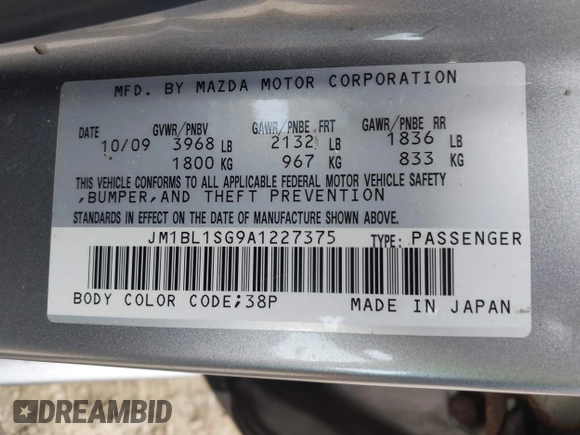 MFD. BY MAZDA MOTOR CORPORATION
DATE GVWR/PNBV GAWR/PNBE FRT GAWR/PNBE RR
10/09 3968 LB 2132 LB 1836 LB
1800 KG 967 KG 833 KG
THIS VEHICLE CONFORMS TO ALL APPLICABLE FEDERAL MOTOR VEHICLE SAFETY
,BUMPER,AND THEFT PREVENTION
STANDARDS IN EFFECT ON THE DATE OF MANUFACTURE SHOWN ABOVE.
JM1BL1SG9A1227375 TYPE: PASSENGER
BODY COLOR CODE;38P MADE IN JAPAN
DREAMBID